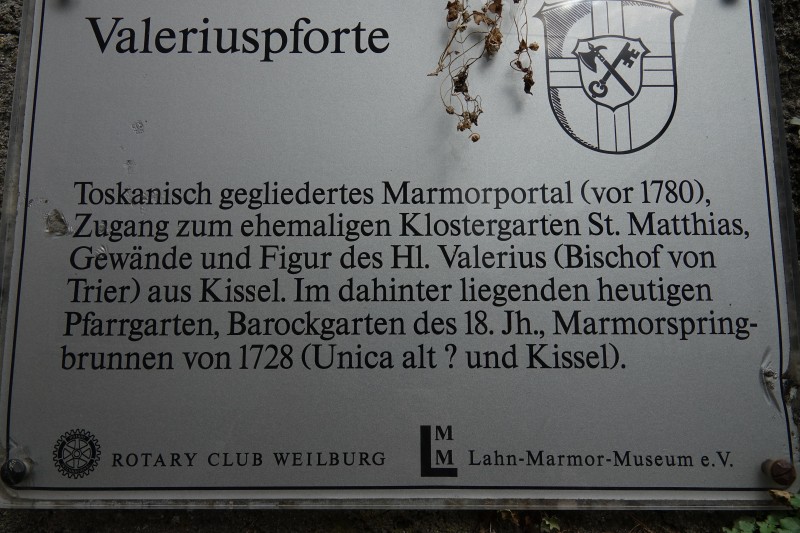 Valeriuspforte
Toskanisch gegliedertes Marmorportal (vor 1780),
Zugang zum ehemaligen Klostergarten St. Matthias,
Gewände und Figur des Hl. Valerius (Bischof von
Trier) aus Kissel. Im dahinter liegenden heutigen
Pfarrgarten, Barockgarten des 18. Jh., Marmorspring-
brunnen von 1728 (Unica alt ? und Kissel).
ROTARY CLUB WEILBURG
LMM Lahn-Marmor-Museum e.V.